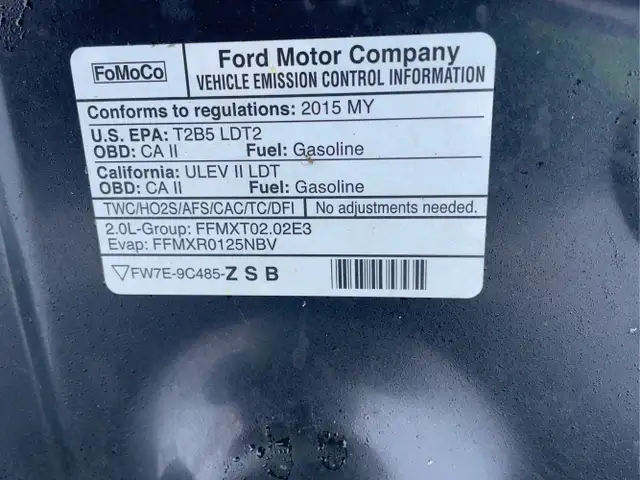 FoMoCo
Ford Motor Company
VEHICLE EMISSION CONTROL INFORMATION
Conforms to regulations: 2015 MY
U.S. EPA: T2B5 LDT2
OBD: CA II Fuel: Gasoline
California: ULEV II LDT
OBD: CA II Fuel: Gasoline
TWC/HO2S/AFS/CAC/TC/DFI No adjustments needed.
2.0L-Group: FFMXT02.02E3
Evap: FFMXR0125NBV
FW7E-9C485-Z S B